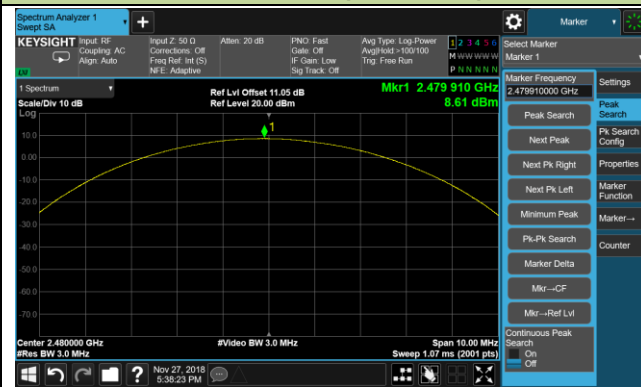 Spectrum Analyzer 1
Swept SA
Marker
KEYSIGHT
Input: RF
Coupling: AC
Align: Auto
Input Z: 50 Ω
Corrections: Off
Freq Ref: Int (S)
NFE: Adaptive
Atten: 20 dB
PNO: Fast
Gate: Off
IF Gain: Low
Sig Track: Off
Avg Type: Log-Power
Avg|Hold:>100/100
Trig: Free Run
1 2 3 4 5 6
M W W W W W
P N N N N N
LVI
Select Marker
Marker 1
1 Spectrum
Scale/Div 10 dB
Log
Ref Lvl Offset 11.05 dB
Ref Level 20.00 dBm
Mkr1 2.479 910 GHz
8.61 dBm
1
10.0
0.00
-10.0
-20.0
-30.0
-40.0
-50.0
-60.0
-70.0
Center 2.480000 GHz
#Res BW 3.0 MHz
#Video BW 3.0 MHz
Span 10.00 MHz
Sweep 1.07 ms (2001 pts)
Marker Frequency
2.479910000 GHz
Peak Search
Next Peak
Next Pk Right
Next Pk Left
Minimum Peak
Pk-Pk Search
Marker Delta
Mkr→CF
Mkr→Ref Lvl
Continuous Peak
Search
On
Off
Settings
Peak
Search
Pk Search
Config
Properties
Marker
Function
Marker→
Counter
Nov 27, 2018
5:38:23 PM